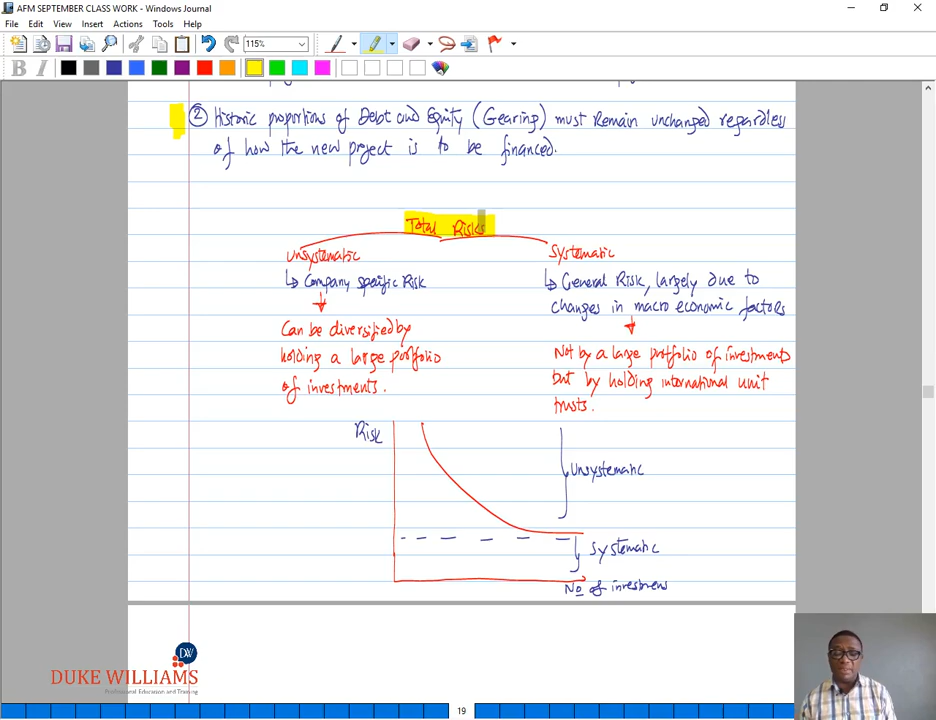 AFM SEPTEMBER CLASS WORK - Windows Journal
File Edit View Insert Actions Tools Help
115%
B I
② Historic proportions of Debt and Equity (Gearing) must Remain unchanged regardless
of how the new project is to be financed.
Total Risks
Unsystematic
↳ Company specific Risk
Can be diversified by
holding a large portfolio
of investments.
Systematic
↳ General Risk, largely due to
changes in macro economic factors
Not by a large portfolio of investments
but by holding international unit
trusts.
Risk
Unsystematic
Systematic
No of investmens
DW
DUKE WILLIAMS
Professional Education and Training
19